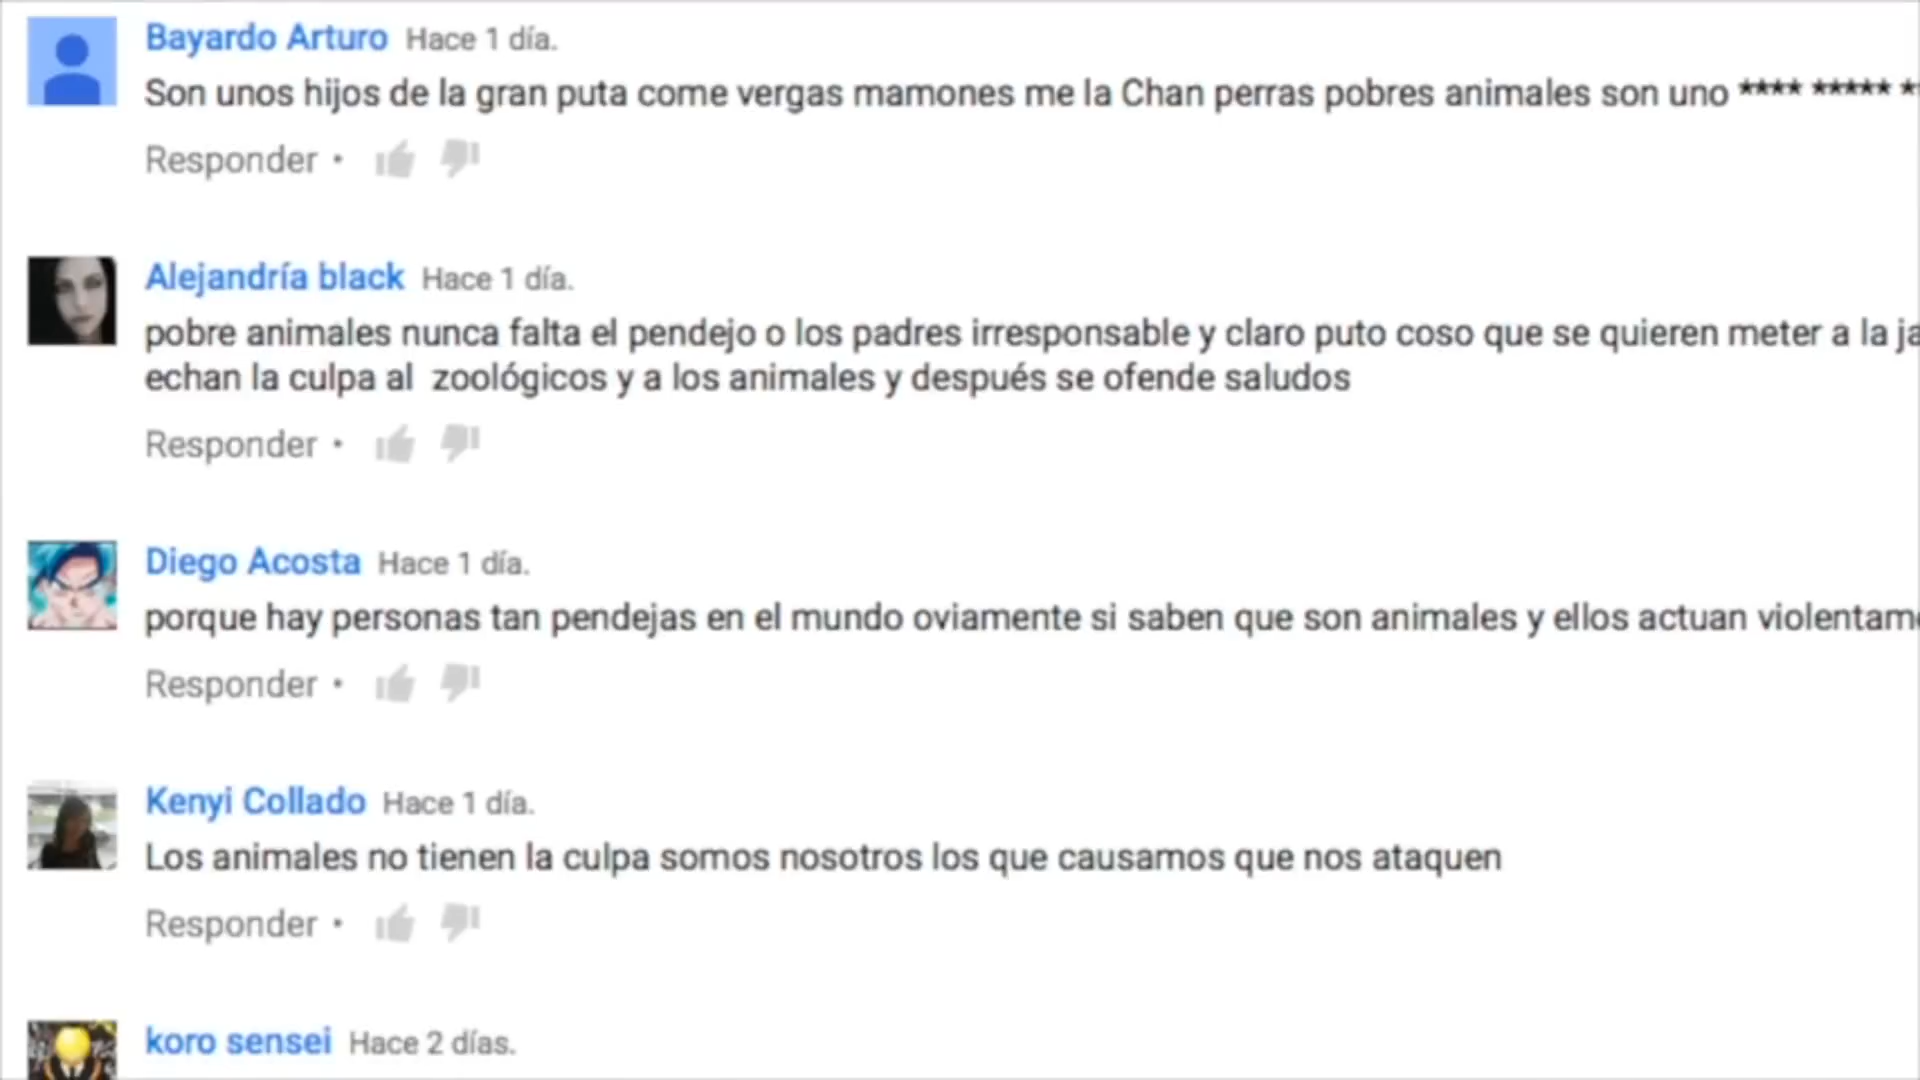 Bayardo Arturo Hace 1 día.
Son unos hijos de la gran puta come vergas mamones me la Chan perras pobres animales son uno **** *****
Responder •
Alejandría black Hace 1 día.
pobre animales nunca falta el pendejo o los padres irresponsable y claro puto coso que se quieren meter a la
echan la culpa al zoológicos y a los animales y después se ofende saludos
Responder •
Diego Acosta Hace 1 día.
porque hay personas tan pendejas en el mundo oviamente si saben que son animales y ellos actuan
Responder •
Kenyi Collado Hace 1 día.
Los animales no tienen la culpa somos nosotros los que causamos que nos ataquen
Responder •
koro sensei Hace 2 días.